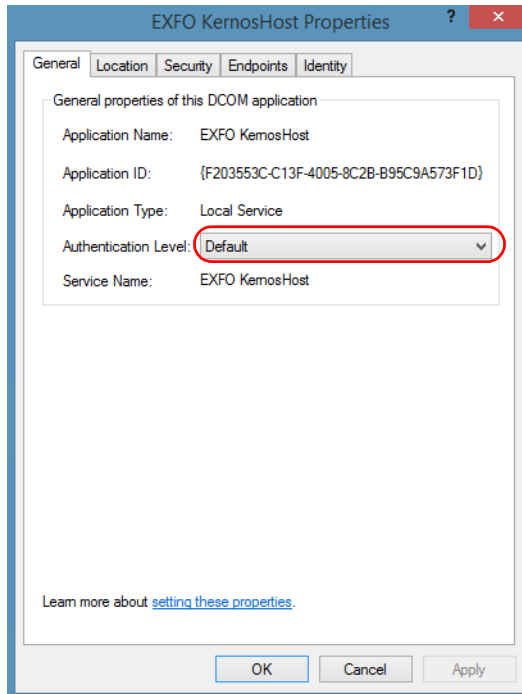 EXFO KernosHost Properties
?
×
General Location Security Endpoints Identity
General properties of this DCOM application
Application Name: EXFO KernosHost
Application ID: {F203553C-C13F-4005-8C2B-B95C9A573F1D}
Application Type: Local Service
Authentication Level: Default
Service Name: EXFO KernosHost
Learn more about setting these properties.
OK Cancel Apply